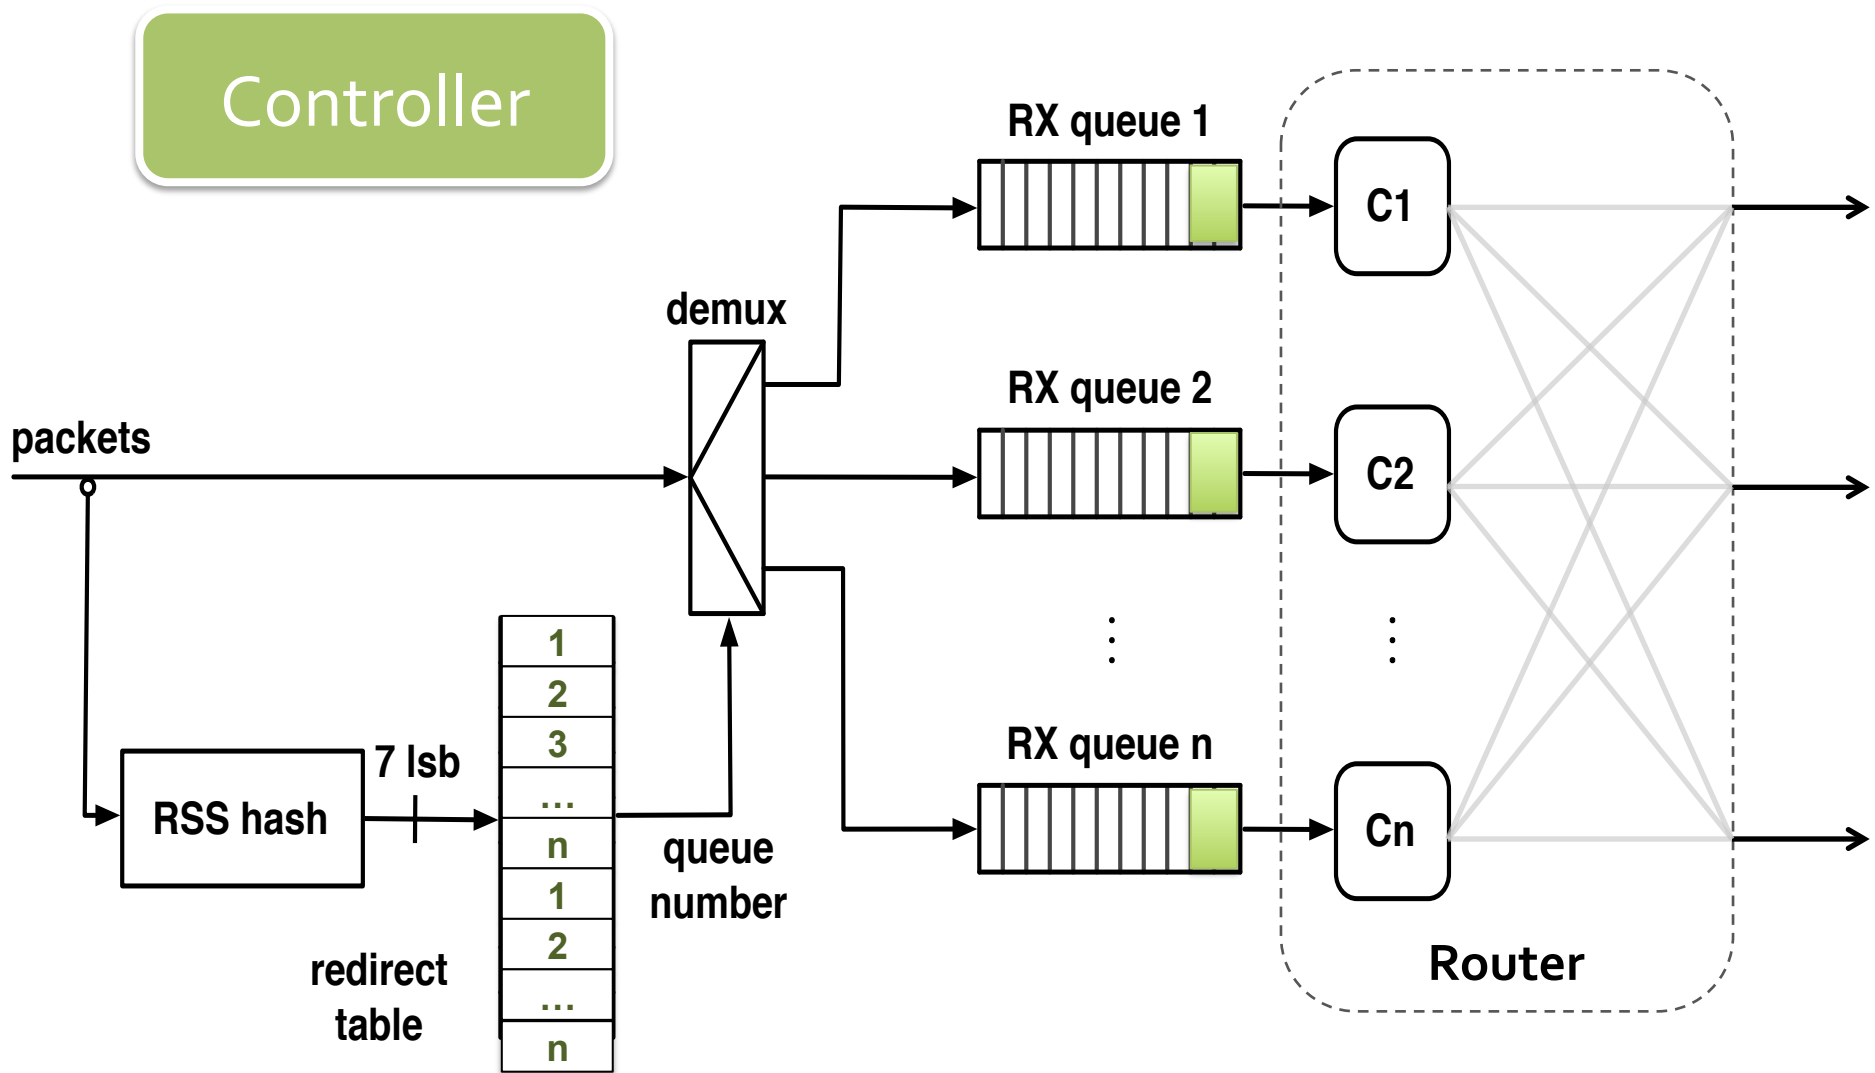 Controller
RX queue 1
C1
demux
RX queue 2
C2
packets
⋮
⋮
RX queue n
Cn
7 lsb
RSS hash
1
2
3
...
n
1
2
...
n
queue
number
redirect
table
Router